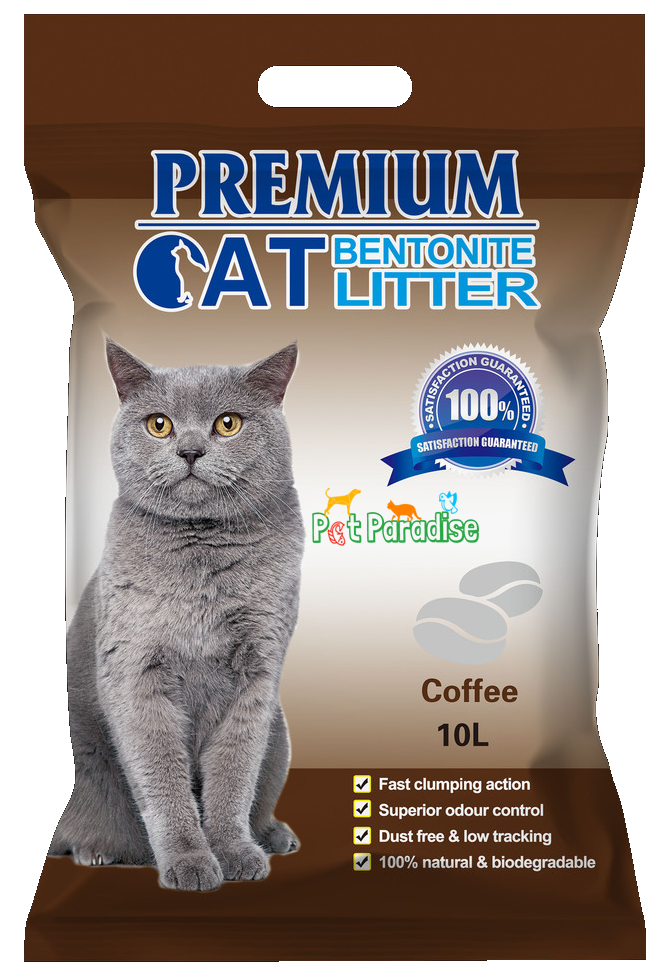 PREMIUM
CAT BENTONITE
LITTER
SATISFACTION GUARANTEED
100%
SATISFACTION GUARANTEED
Pet Paradise
Coffee
10L
Fast clumping action
Superior odour control
Dust free & low tracking
100% natural & biodegradable